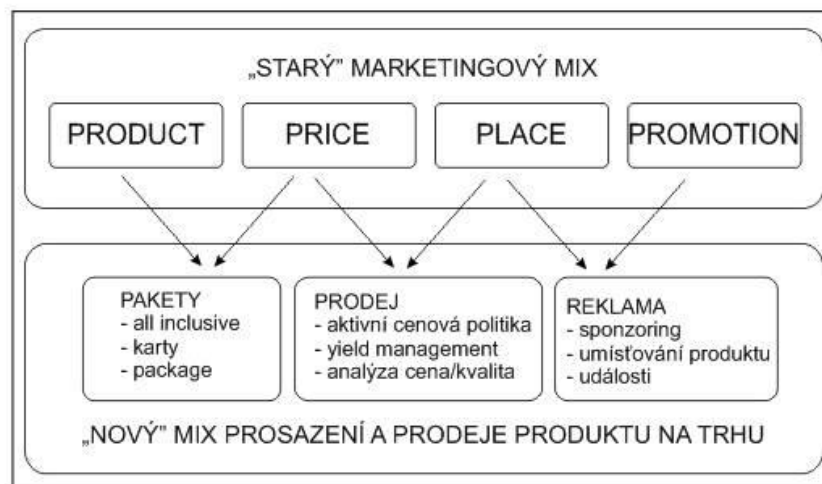 „STARÝ” MARKETINGOVÝ MIX
PRODUCT
PRICE
PLACE
PROMOTION
PAKETY
- all inclusive
- karty
- package
PRODEJ
- aktivní cenová politika
- yield management
- analýza cena/kvalita
REKLAMA
- sponzoring
- umísťování produktu
- události
„NOVÝ” MIX PROSAZENÍ A PRODEJE PRODUKTU NA TRHU